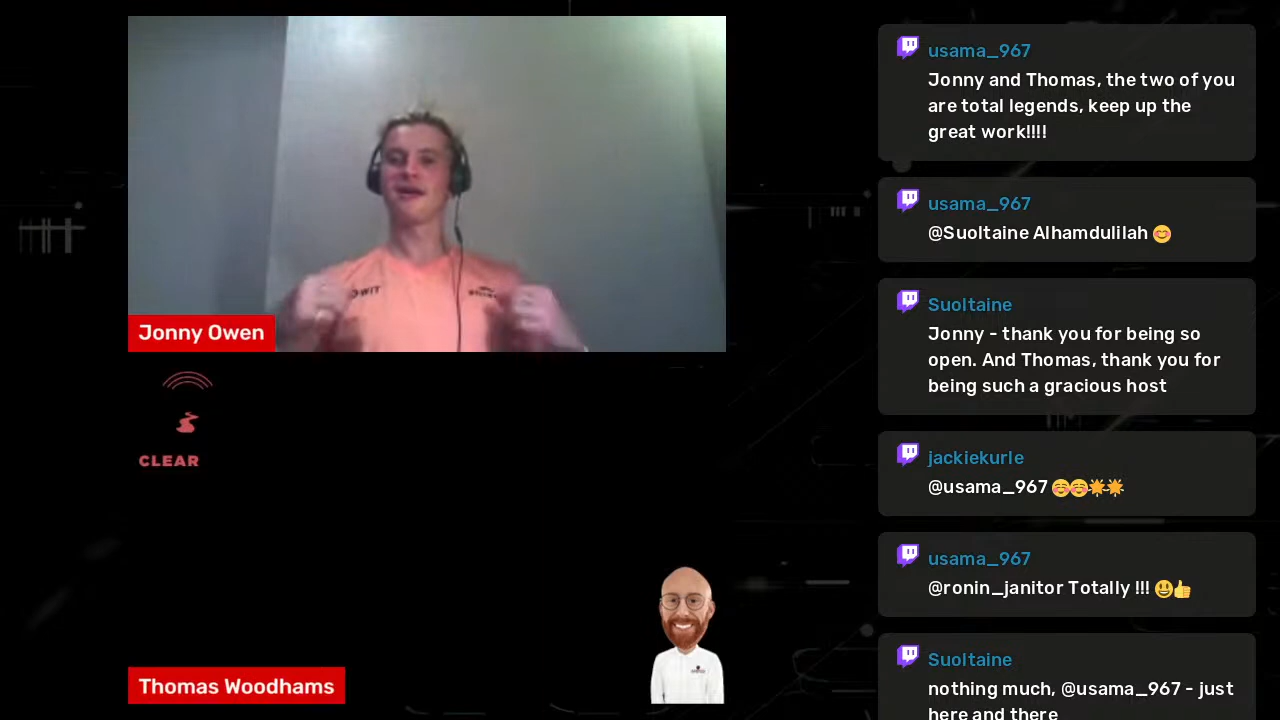 Jonny Owen
CLEAR
Thomas Woodhams
usama_967
Jonny and Thomas, the two of you
are total legends, keep up the
great work!!!!
usama_967
@Suoltaine Alhamdulilah 😊
Suoltaine
Jonny - thank you for being so
open. And Thomas, thank you for
being such a gracious host
jackiekurle
@usama_967 ☺️☺️🌟🌟
usama_967
@ronin_janitor Totally !!! 😃👍
Suoltaine
nothing much, @usama_967 - just
here and there